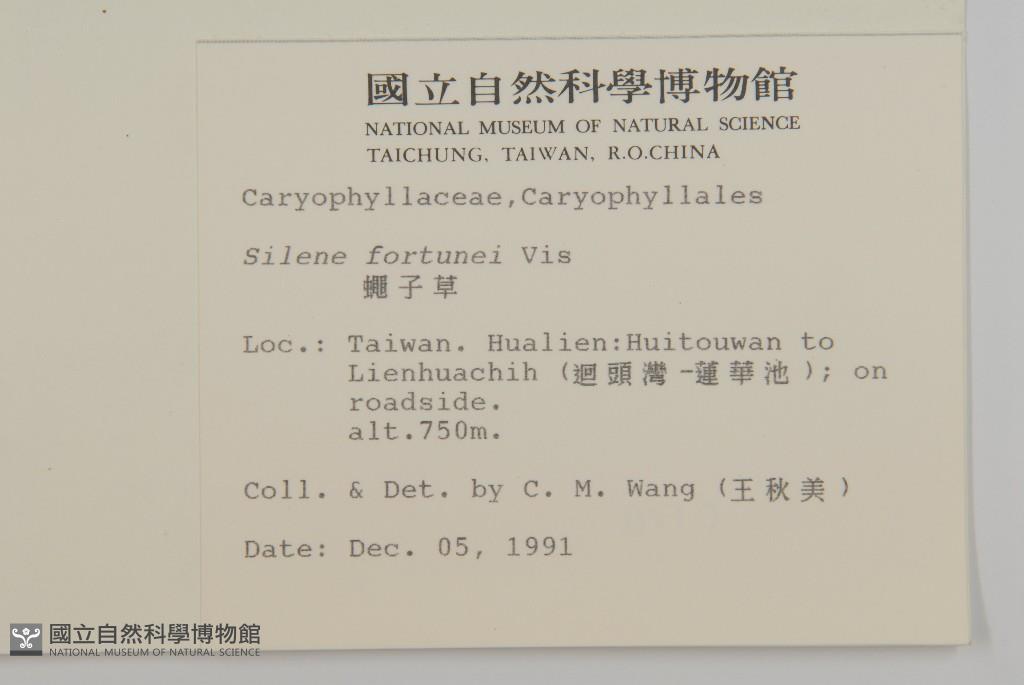 國立自然科學博物館
NATIONAL MUSEUM OF NATURAL SCIENCE
TAICHUNG, TAIWAN, R.O.CHINA
Caryophyllaceae,Caryophyllales
Silene fortunei Vis
蠅子草
Loc.: Taiwan. Hualien:Huitouwan to
Lienhuachih (迴頭灣-蓮華池); on
roadside.
alt.750m.
Coll. & Det. by C. M. Wang (王秋美)
Date: Dec. 05, 1991
國立自然科學博物館
NATIONAL MUSEUM OF NATURAL SCIENCE